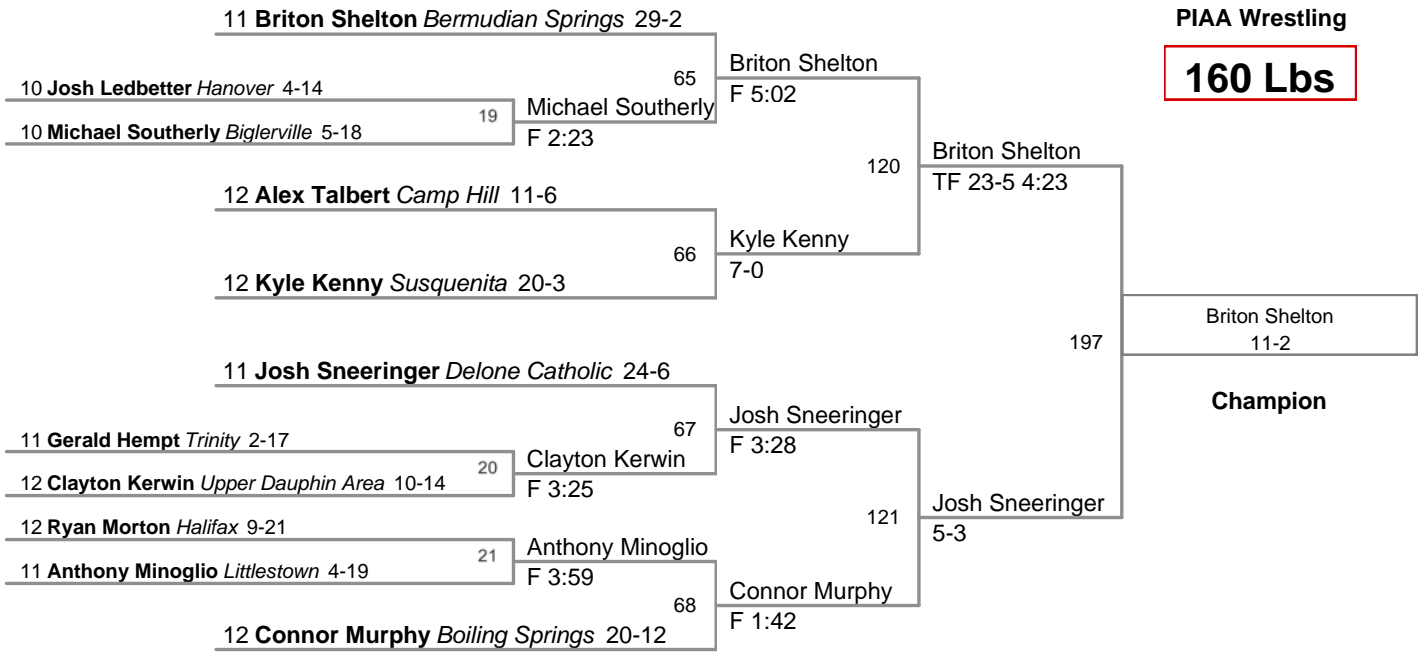 11 Briton Shelton Bermudian Springs 29-2
PIAA Wrestling
160 Lbs
65
Briton Shelton
F 5:02
10 Josh Ledbetter Hanover 4-14
19
Michael Southerly
F 2:23
10 Michael Southerly Biglerville 5-18
120
Briton Shelton
TF 23-5 4:23
12 Alex Talbert Camp Hill 11-6
66
Kyle Kenny
7-0
12 Kyle Kenny Susquenita 20-3
197
Briton Shelton
11-2
Champion
11 Josh Sneeringer Delone Catholic 24-6
67
Josh Sneeringer
F 3:28
11 Gerald Hempt Trinity 2-17
20
Clayton Kerwin
F 3:25
12 Clayton Kerwin Upper Dauphin Area 10-14
121
Josh Sneeringer
5-3
12 Ryan Morton Halifax 9-21
21
Anthony Minoglio
F 3:59
11 Anthony Minoglio Littlestown 4-19
68
Connor Murphy
F 1:42
12 Connor Murphy Boiling Springs 20-12